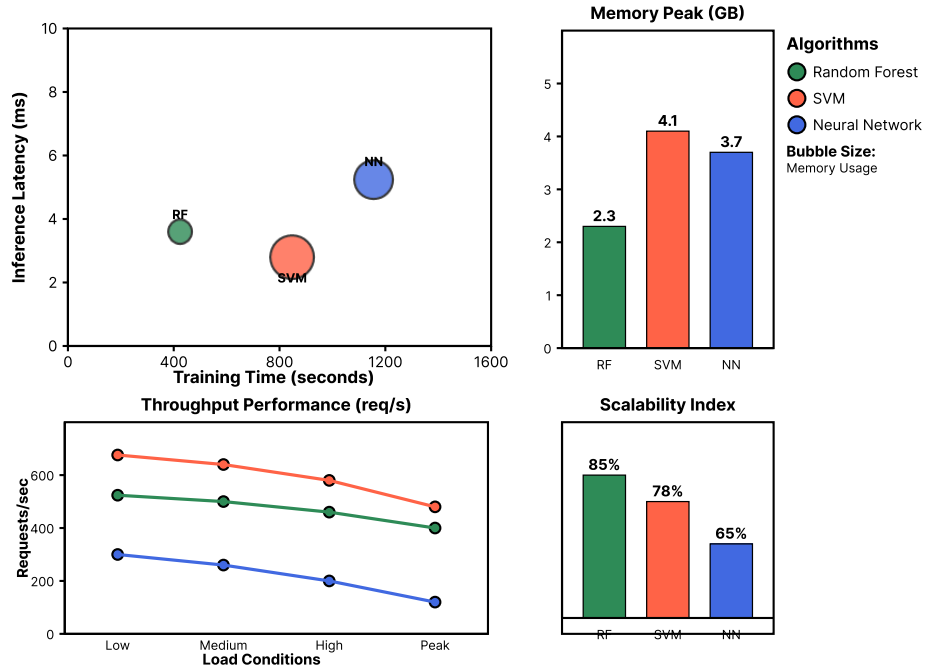 10
8
6
4
2
0
0
400
800
1200
1600
Inference Latency (ms)
Training Time (seconds)
RF
SVM
NN
Memory Peak (GB)
5
4
3
2
1
0
2.3
4.1
3.7
RF
SVM
NN
Algorithms
Random Forest
SVM
Neural Network
Bubble Size:
Memory Usage
Throughput Performance (req/s)
600
400
200
0
Requests/sec
Low
Medium
High
Peak
Load Conditions
Scalability Index
85%
78%
65%
RF
SVM
NN